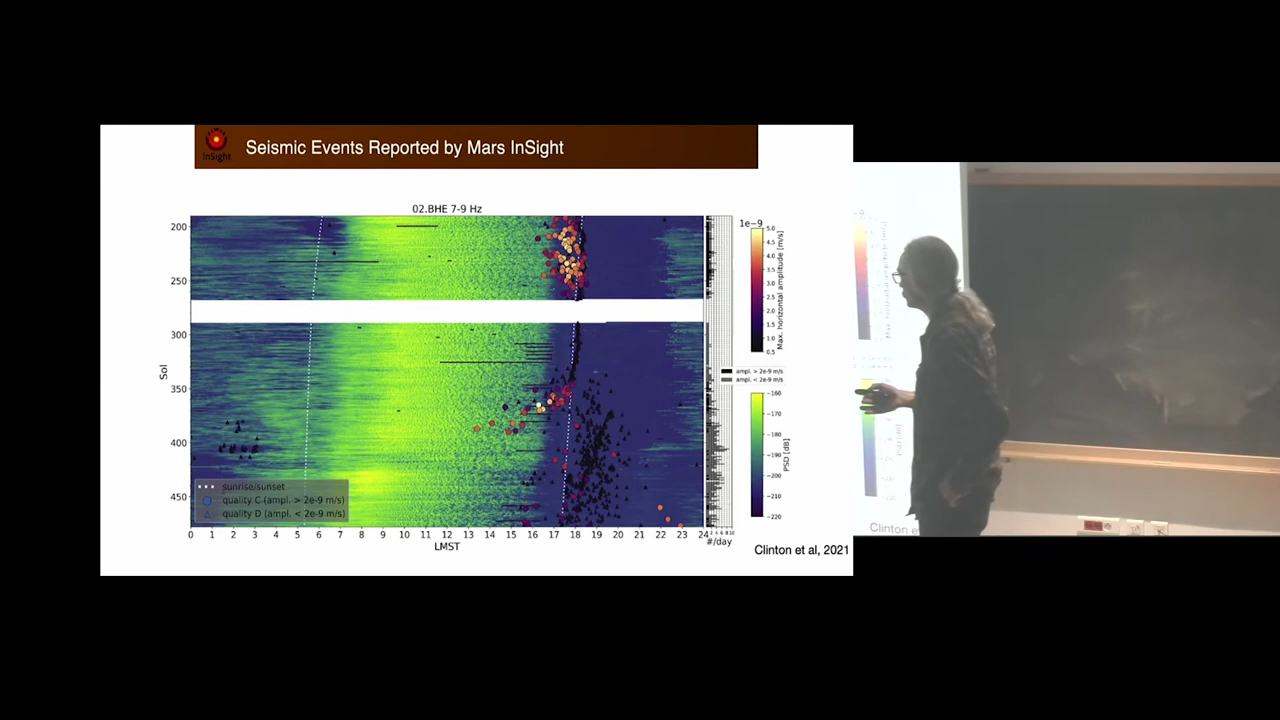 InSight
Seismic Events Reported by Mars InSight
02.BHE 7-9 Hz
Sol
200
250
300
350
400
450
sunrise/sunset
quality C (ampl. > 2e-9 m/s)
quality D (ampl. < 2e-9 m/s)
0 1 2 3 4 5 6 7 8 9 10 11 12 13 14 15 16 17 18 19 20 21 22 23 24
LMST
#/day
1e-9
5.0
4.5
4.0
3.5
3.0
2.5
2.0
1.5
1.0
0.5
Max. horizontal amplitude [m/s]
ampl. > 2e-9 m/s
ampl. < 2e-9 m/s
−160
−170
−180
−190
−200
−210
−220
PSD [dB]
Clinton et al, 2021
Clinton e